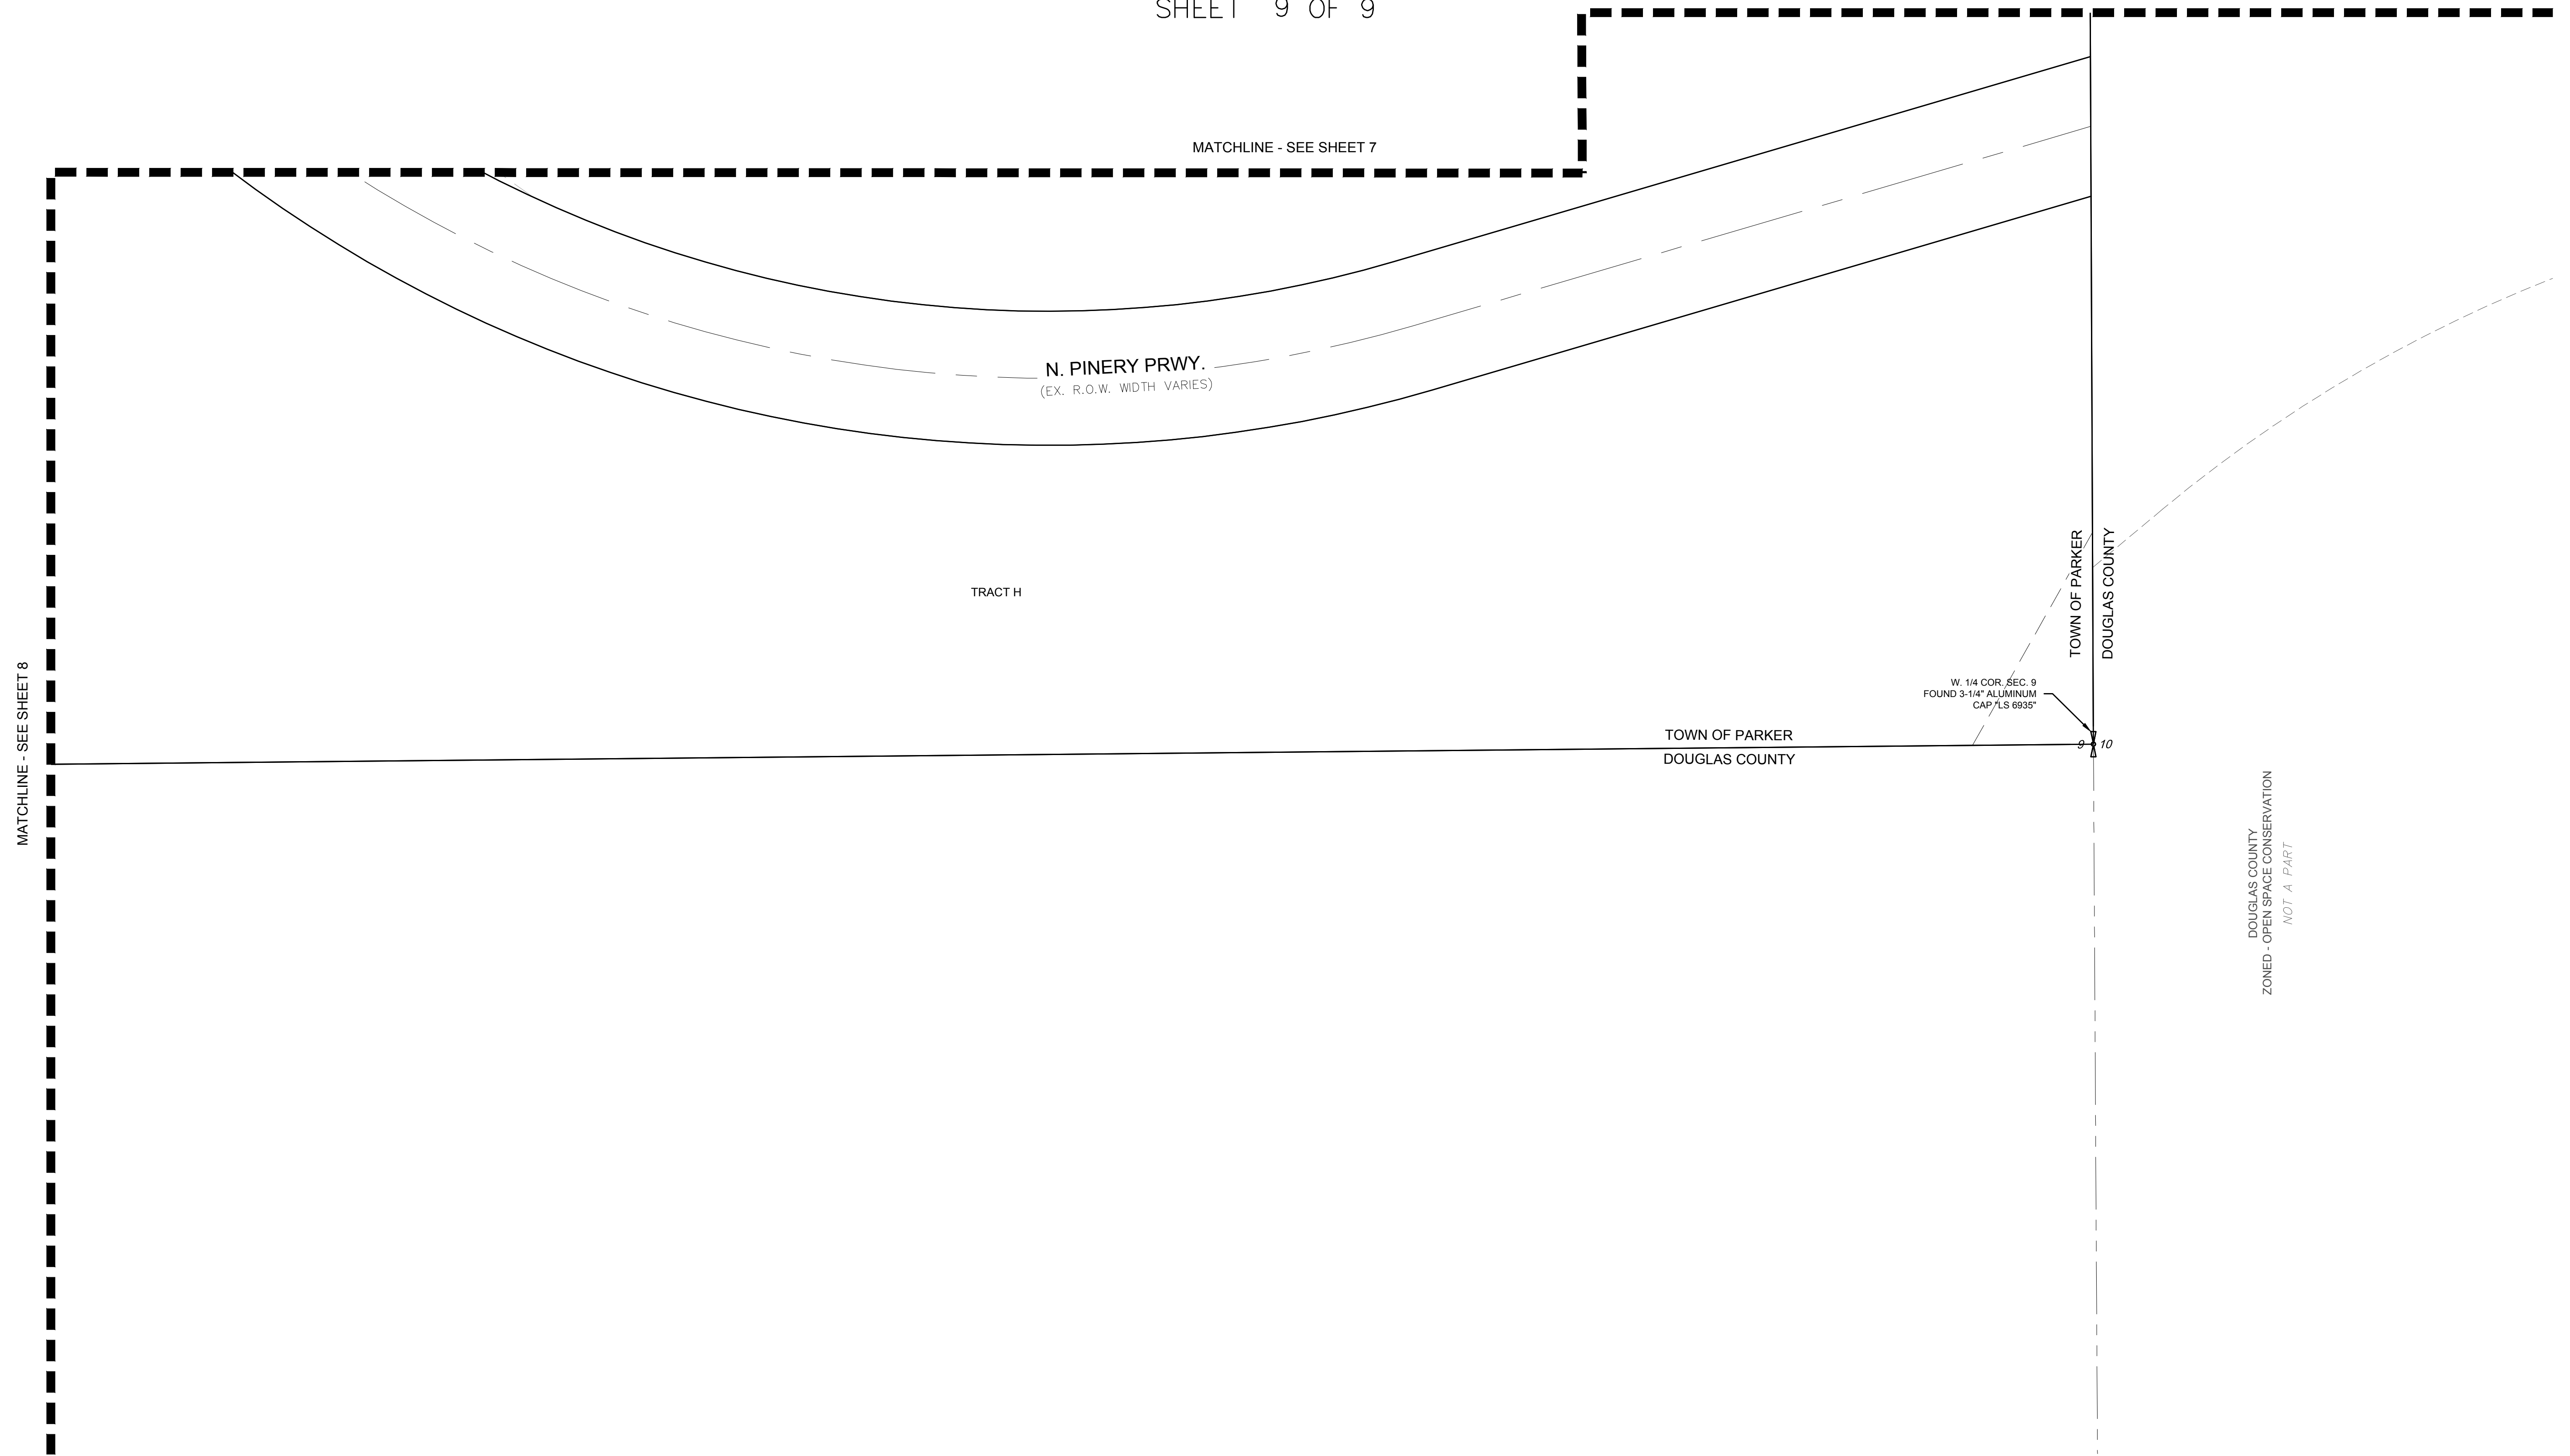 SHEET 9 OF 9
MATCHLINE - SEE SHEET 7
N. PINERY PRWY.
(EX. R.O.W. WIDTH VARIES)
TRACT H
TOWN OF PARKER
DOUGLAS COUNTY
MATCHLINE - SEE SHEET 8
W. 1/4 COR. SEC. 9
FOUND 3-1/4" ALUMINUM
CAP "LS 6935"
TOWN OF PARKER
DOUGLAS COUNTY
9 10
DOUGLAS COUNTY
ZONED - OPEN SPACE CONSERVATION
NOT A PART